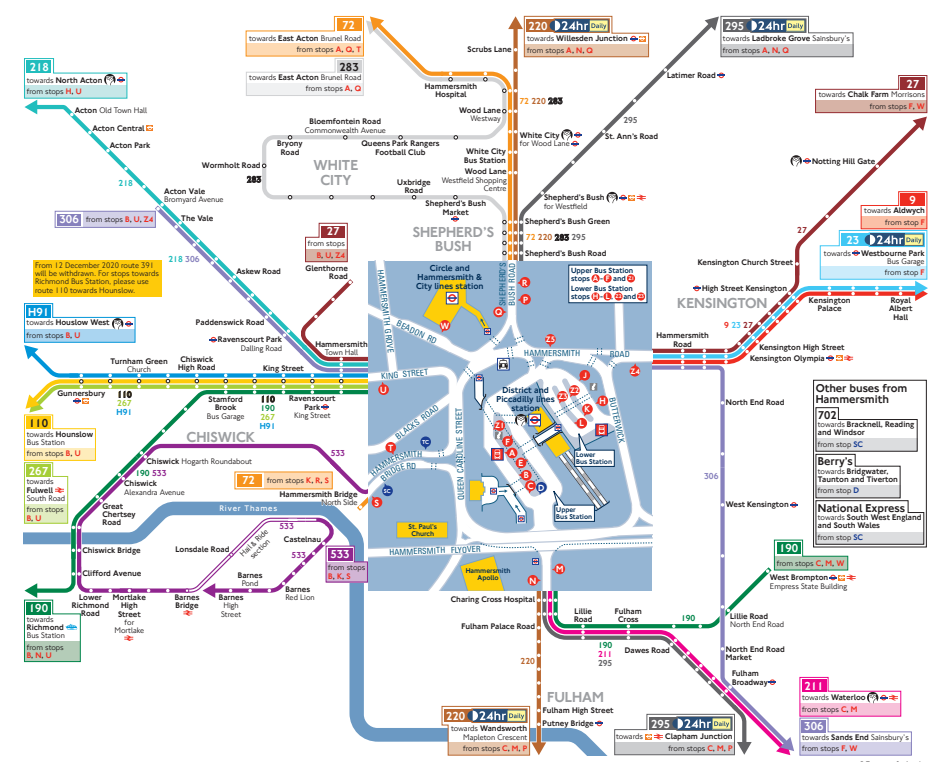 72
towards East Acton Brunel Road
from stops A, Q, T
283
towards East Acton Brunel Road
from stops A, Q
220 24hr Daily
towards Willesden Junction
from stops A, N, Q
295 24hr Daily
towards Ladbroke Grove Sainsbury's
from stops A, N, Q
218
towards North Acton
from stops H, U
27
towards Chalk Farm Morrisons
from stops F, W
Scrubs Lane
Hammersmith
Hospital
Latimer Road
72 220 283
Wood Lane
Westway
295
Acton Old Town Hall
Acton Central
Acton Park
Bloemfontein Road
Commonwealth Avenue
Bryony
Road
Queens Park Rangers
Football Club
White City
for Wood Lane
St. Ann's Road
White City
Bus Station
Wormholt Road
WHITE
CITY
Wood Lane
Westfield Shopping
Centre
Notting Hill Gate
283
218
Acton Vale
Bromyard Avenue
Uxbridge
Road
Shepherd's Bush
Market
Shepherd's Bush
for Westfield
9
towards Aldwych
from stop F
306 from stops B, U, Z4
The Vale
27
from stops
B, U, Z4
SHEPHERD'S
BUSH
Shepherd's Bush Green
72 220 283 295
Shepherd's Bush Road
27
23 24hr Daily
towards Westbourne Park
Bus Garage
from stop F
218 306
From 12 December 2020 route 391
will be withdrawn. For stops towards
Richmond Bus Station, please use
route 110 towards Hounslow.
Askew Road
Glenthorne
Road
Kensington Church Street
High Street Kensington
KENSINGTON
Kensington
Palace
Royal
Albert
Hall
H91
towards Houslow West
from stops B, U
Paddenswick Road
Ravenscourt Park
Dalling Road
Hammersmith
Town Hall
Hammersmith
Road
9 23 27
Kensington High Street
Kensington Olympia
Circle and
Hammersmith &
City lines station
Upper Bus Station
stops A-F and Z1
Lower Bus Station
stops H-L, Z2 and Z3
HAMMERSMITH GROVE
SHEPHERD'S
BUSH ROAD
BEADON RD
R
P
Q
W
Z5
HAMMERSMITH ROAD
Z4
KING STREET
U
District and
Piccadilly lines
station
J
Z2
Z3
H
K
L
Z1
F
A
E
B
C
D
BUTTERWICK
Lower
Bus Station
Upper
Bus Station
QUEEN CAROLINE STREET
BLACKS ROAD
TC
T
HAMMERSMITH
BRIDGE RD
SC
S
St. Paul's
Church
HAMMERSMITH FLYOVER
Hammersmith
Apollo
M
N
Turnham Green
Church
Chiswick
High Road
King Street
Gunnersbury
110
267
H91
Stamford
Brook
Bus Garage
110
190
267
H91
Ravenscourt
Park
King Street
110
towards Hounslow
Bus Station
from stops B, U
CHISWICK
533
267
towards
Fulwell
South Road
from stops
B, U
190 533
Chiswick Hogarth Roundabout
Chiswick
Alexandra Avenue
72 from stops K, R, S
Hammersmith Bridge
North Side
Great
Chertsey
Road
River Thames
533
Castelnau
Lonsdale Road
Hail & Ride
section
533
533
from stops
B, K, S
Chiswick Bridge
Clifford Avenue
Barnes
Pond
Barnes
Red Lion
Lower
Richmond
Road
Mortlake
High
Street
for
Mortlake
Barnes
Bridge
Barnes
High
Street
190
towards
Richmond
Bus Station
from stops
B, N, U
North End Road
306
West Kensington
Other buses from
Hammersmith
702
towards Bracknell, Reading
and Windsor
from stop SC
Berry's
towards Bridgwater,
Taunton and Tiverton
from stop D
National Express
towards South West England
and South Wales
from stop SC
190
from stops C, M, W
West Brompton
Empress State Building
Charing Cross Hospital
Fulham Palace Road
Lillie
Road
Fulham
Cross
190
Lillie Road
North End Road
190
211
295
Dawes Road
North End Road
Market
220
Fulham
Broadway
FULHAM
Fulham High Street
Putney Bridge
220 24hr Daily
towards Wandsworth
Mapleton Crescent
from stops C, M, P
295 24hr Daily
towards Clapham Junction
from stops C, M, P
211
towards Waterloo
from stops C, M
306
towards Sands End Sainsbury's
from stops F, W